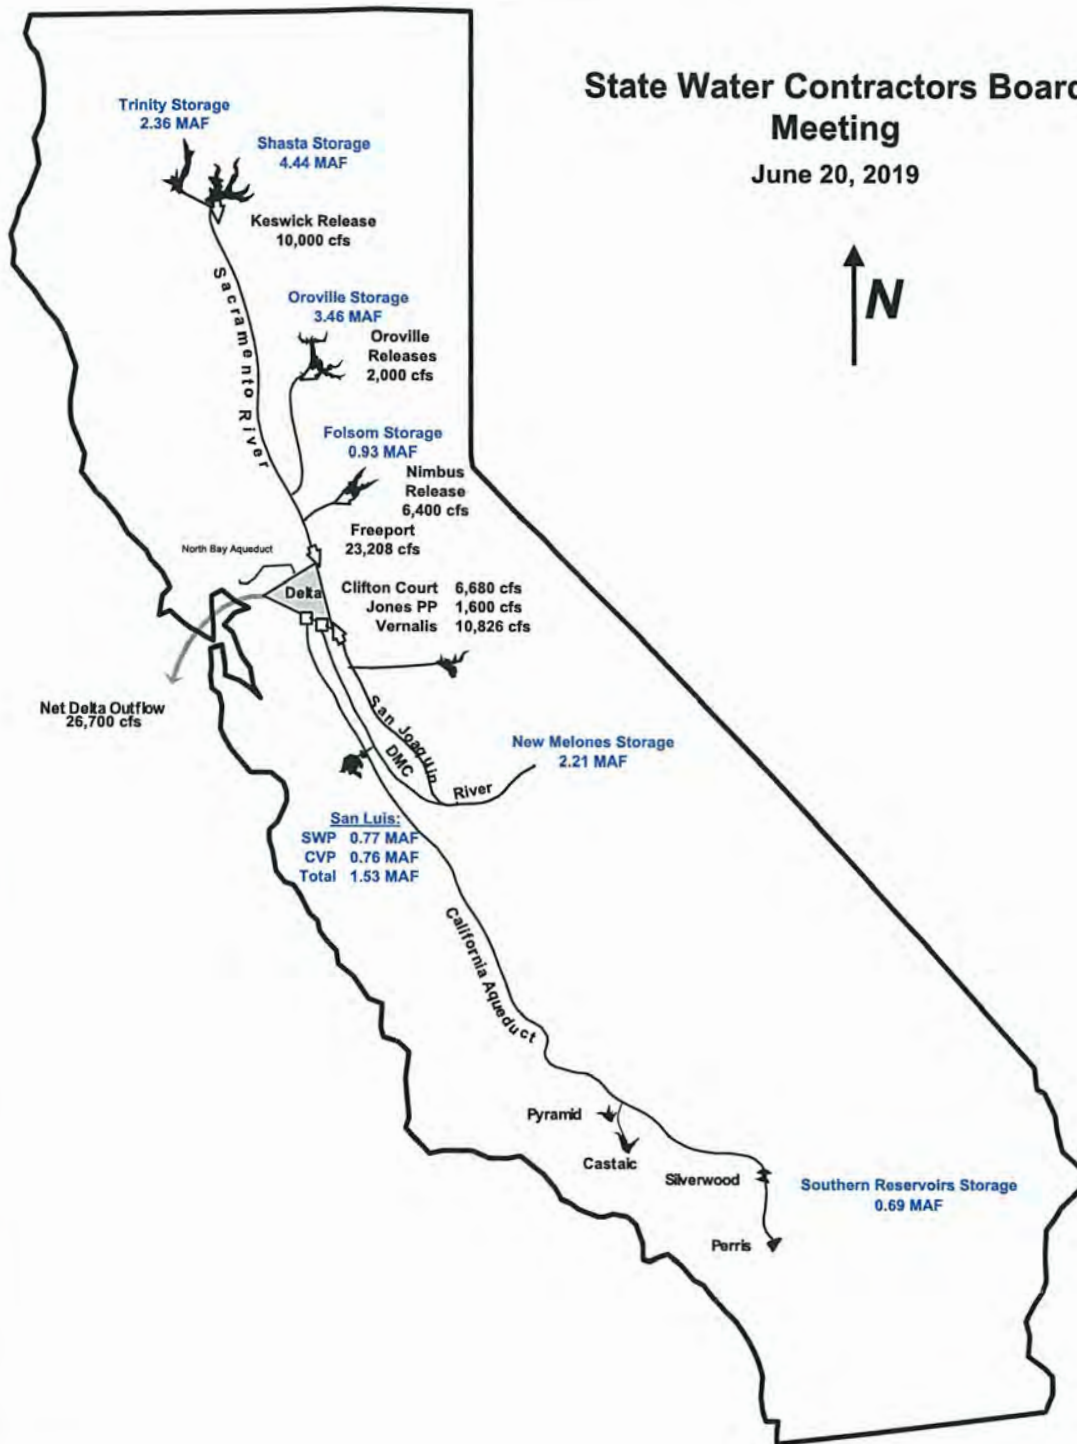 State Water Contractors Board
Meeting
June 20, 2019
N
Trinity Storage
2.36 MAF
Shasta Storage
4.44 MAF
Keswick Release
10,000 cfs
Sacramento River
Oroville Storage
3.46 MAF
Oroville
Releases
2,000 cfs
Folsom Storage
0.93 MAF
Nimbus
Release
6,400 cfs
Freeport
23,208 cfs
North Bay Aqueduct
Delta
Clifton Court 6,680 cfs
Jones PP 1,600 cfs
Vernalis 10,826 cfs
Net Delta Outflow
26,700 cfs
San Joaquin
River
DMC
New Melones Storage
2.21 MAF
San Luis:
SWP 0.77 MAF
CVP 0.76 MAF
Total 1.53 MAF
California Aqueduct
Pyramid
Castaic
Silverwood
Southern Reservoirs Storage
0.69 MAF
Perris